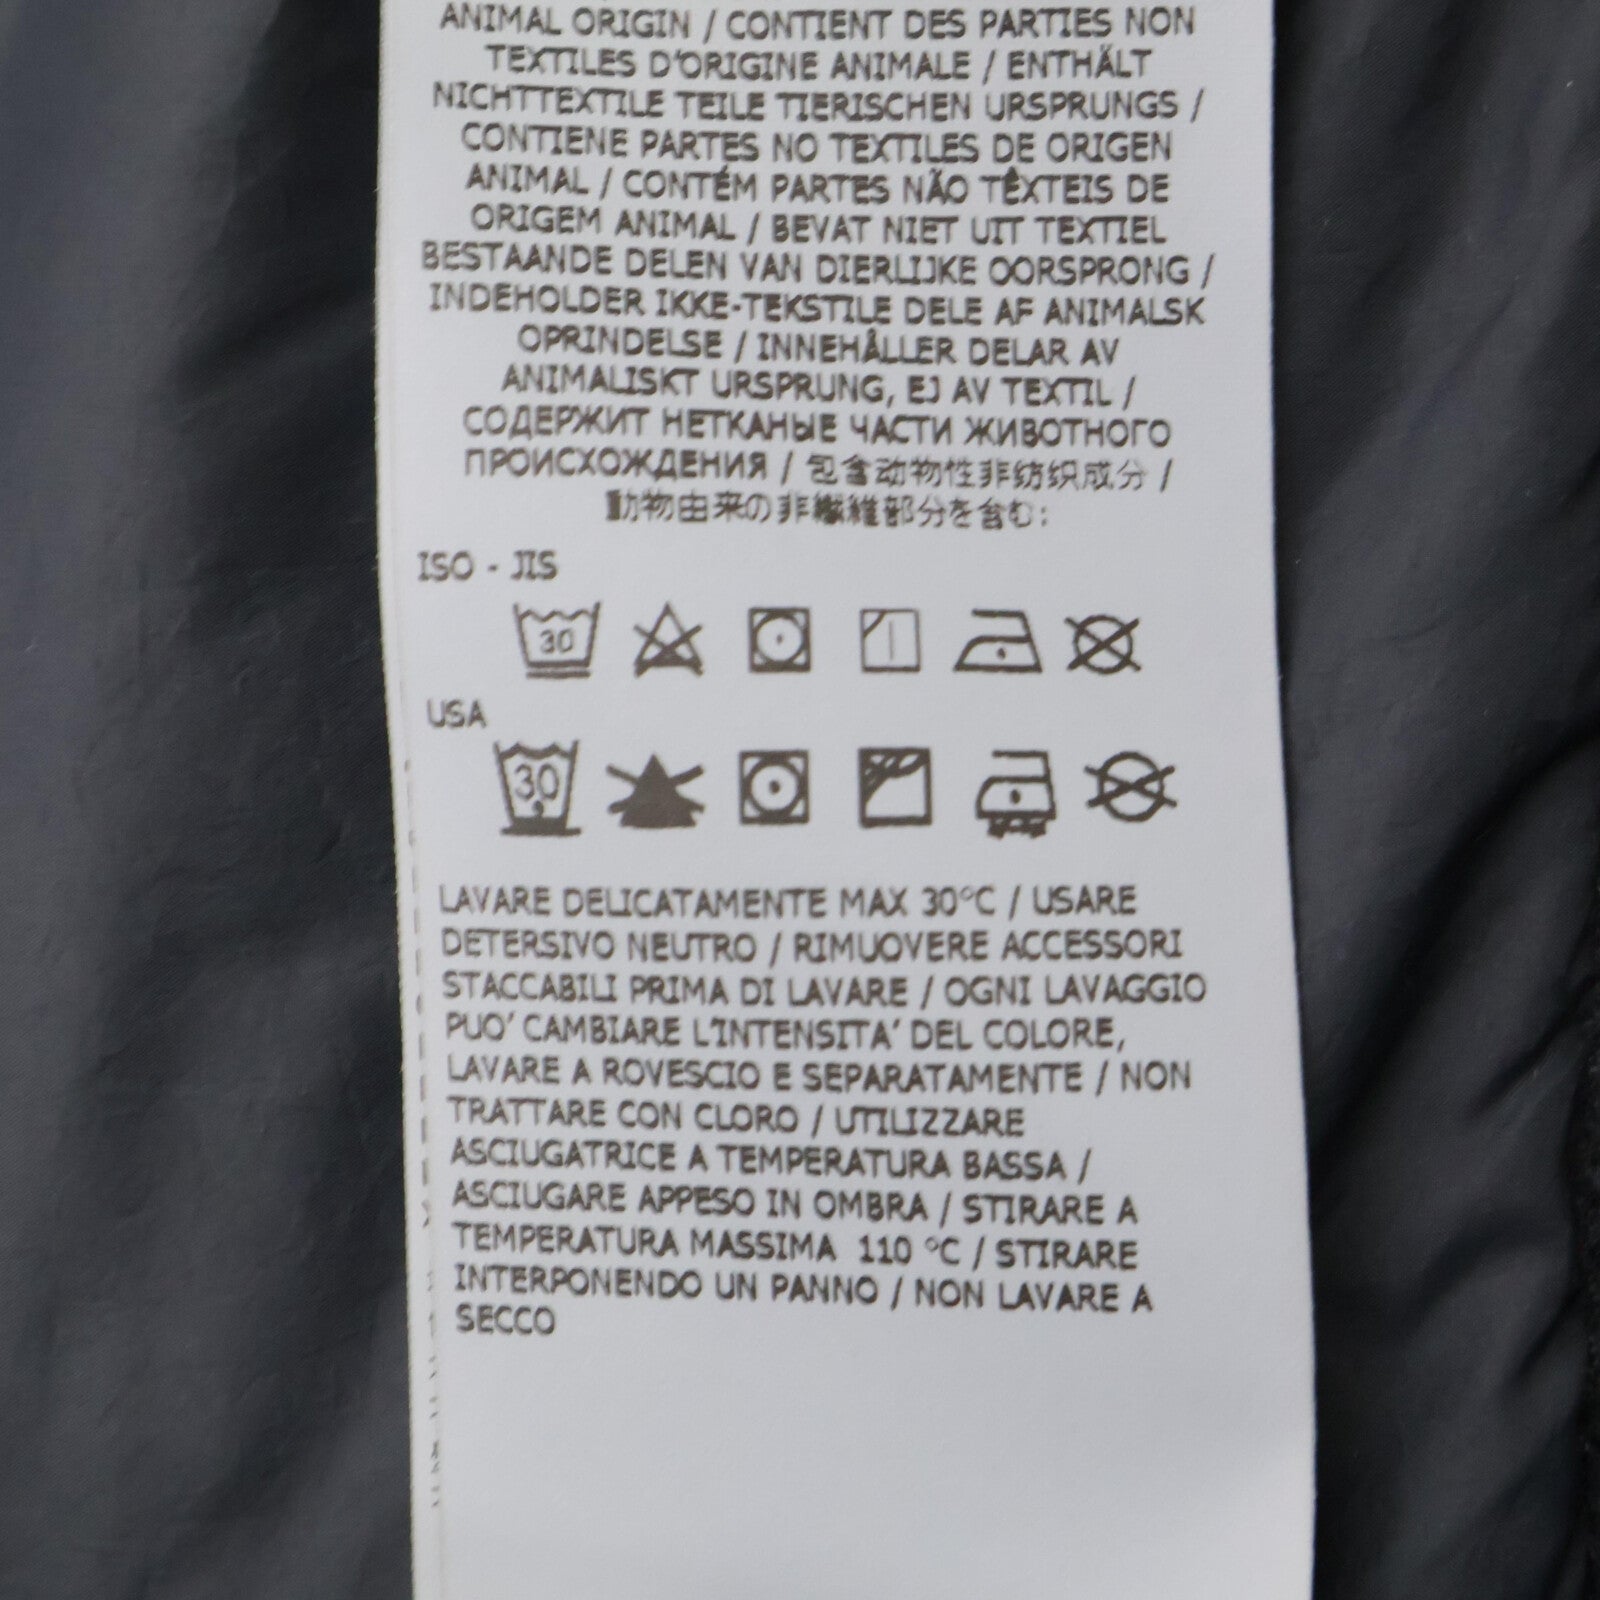 ANIMAL ORIGIN / CONTIENT DES PARTIES NON
TEXTILES D'ORIGINE ANIMALE / ENTHÄLT
NICHTTEXTILE TEILE TIERISCHEN URSPRUNGS /
CONTIENE PARTES NO TEXTILES DE ORIGEN
ANIMAL / CONTÉM PARTES NÃO TÊXTEIS DE
ORIGEM ANIMAL / BEVAT NIET UIT TEXTIEL
BESTAANDE DELEN VAN DIERLIJKE OORSPRONG /
INDEHOLDER IKKE-TEKSTILE DELE AF ANIMALSK
OPRINDELSE / INNEHÅLLER DELAR AV
ANIMALISKT URSPRUNG, EJ AV TEXTIL /
СОДЕРЖИТ НЕТКАНЫЕ ЧАСТИ ЖИВОТНОГО
ПРОИСХОЖДЕНИЯ / 包含动物性非纺织成分 /
動物由来の非繊維部分を含む:
ISO - JIS
30
USA
30
LAVARE DELICATAMENTE MAX 30°C / USARE
DETERSIVO NEUTRO / RIMUOVERE ACCESSORI
STACCABILI PRIMA DI LAVARE / OGNI LAVAGGIO
PUO' CAMBIARE L'INTENSITA' DEL COLORE,
LAVARE A ROVESCIO E SEPARATAMENTE / NON
TRATTARE CON CLORO / UTILIZZARE
ASCIUGATRICE A TEMPERATURA BASSA /
ASCIUGARE APPESO IN OMBRA / STIRARE A
TEMPERATURA MASSIMA 110 °C / STIRARE
INTERPONENDO UN PANNO / NON LAVARE A
SECCO